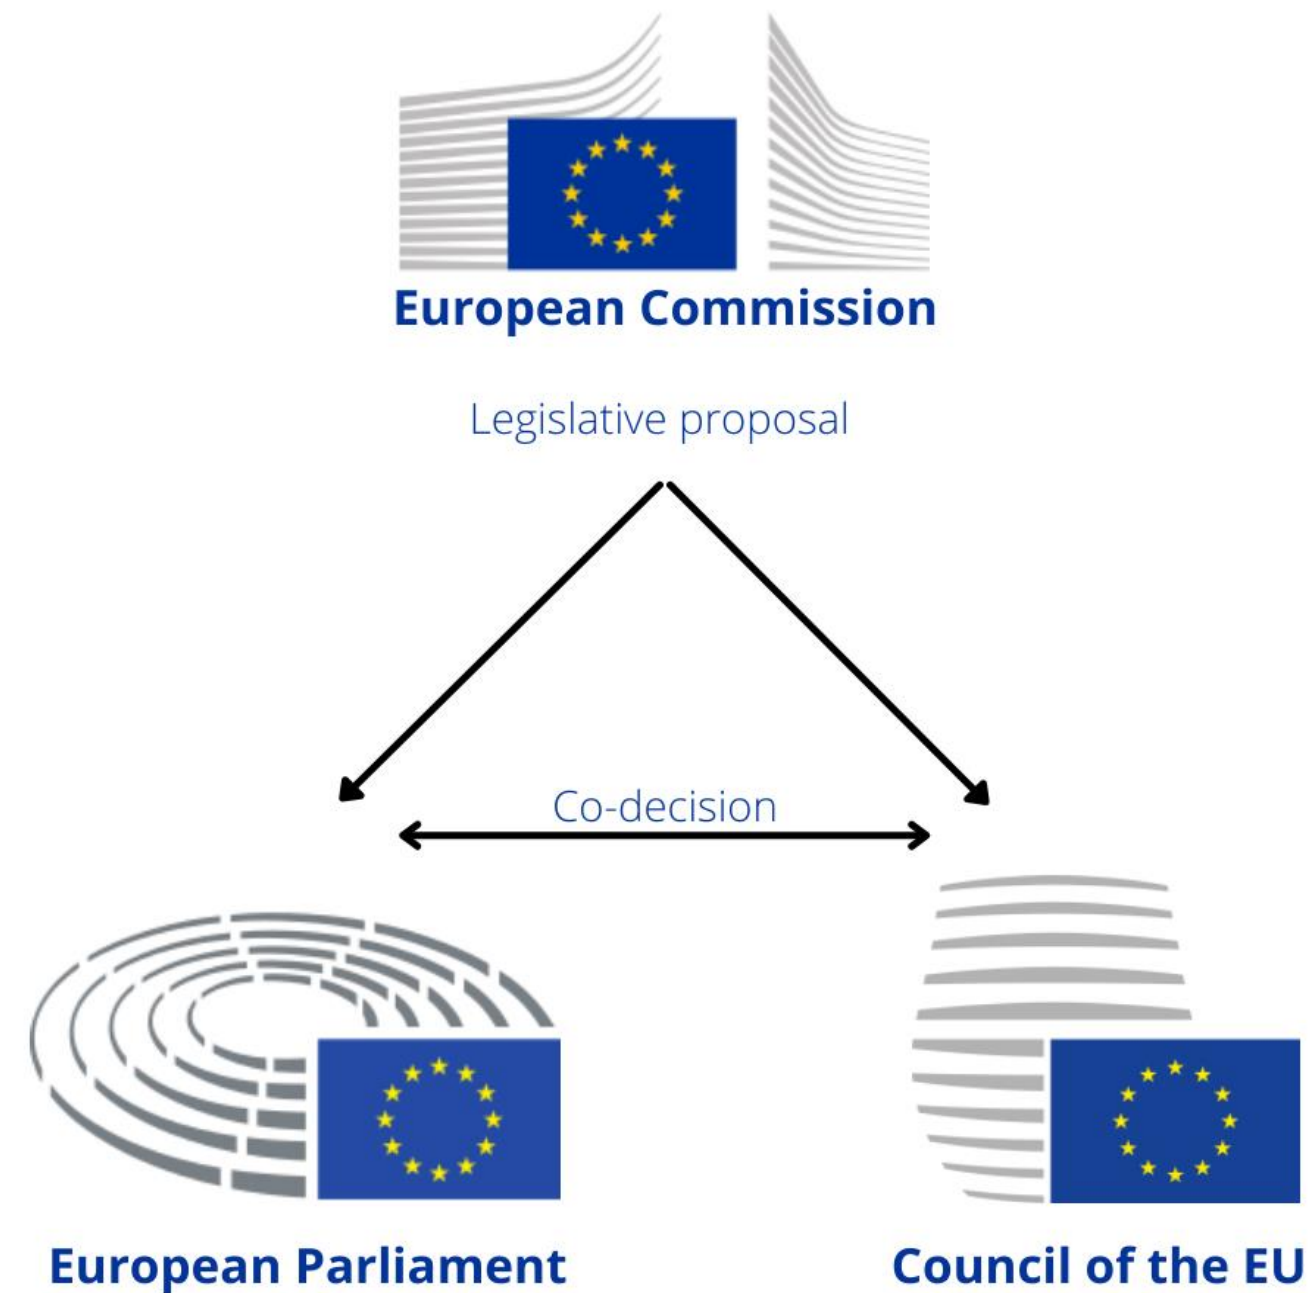 European Commission
Legislative proposal
Co-decision
European Parliament
Council of the EU